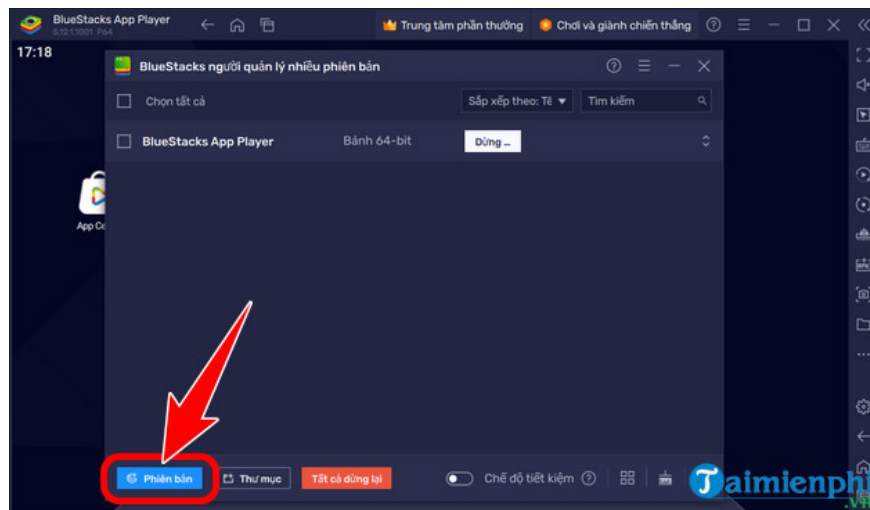 BlueStacks App Player
5.12.1.1001 P64
Trung tâm phần thưởng
Chơi và giành chiến thắng
17:18
BlueStacks người quản lý nhiều phiên bản
Chọn tất cả
Sắp xếp theo: Tê
Tìm kiếm
BlueStacks App Player
Bánh 64-bit
Dừng ...
App Ce
Phiên bản
Thư mục
Tất cả dừng lại
Chế độ tiết kiệm
Taimienphi
.vn